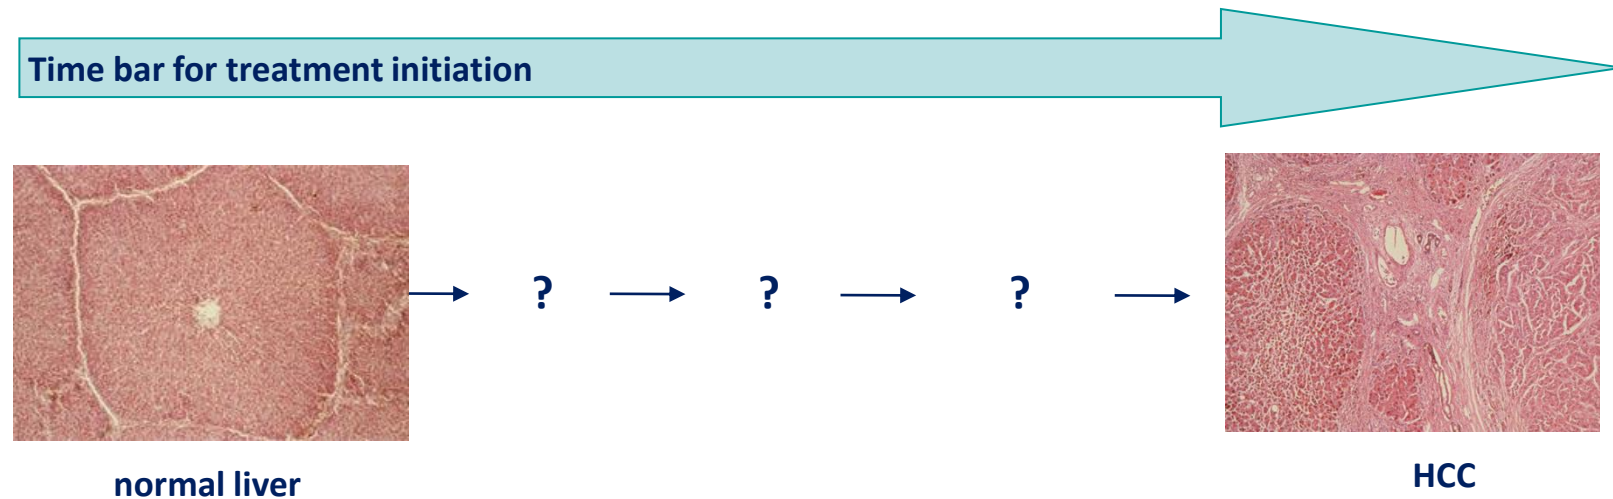 Time bar for treatment initiation
? ? ?
normal liver
HCC